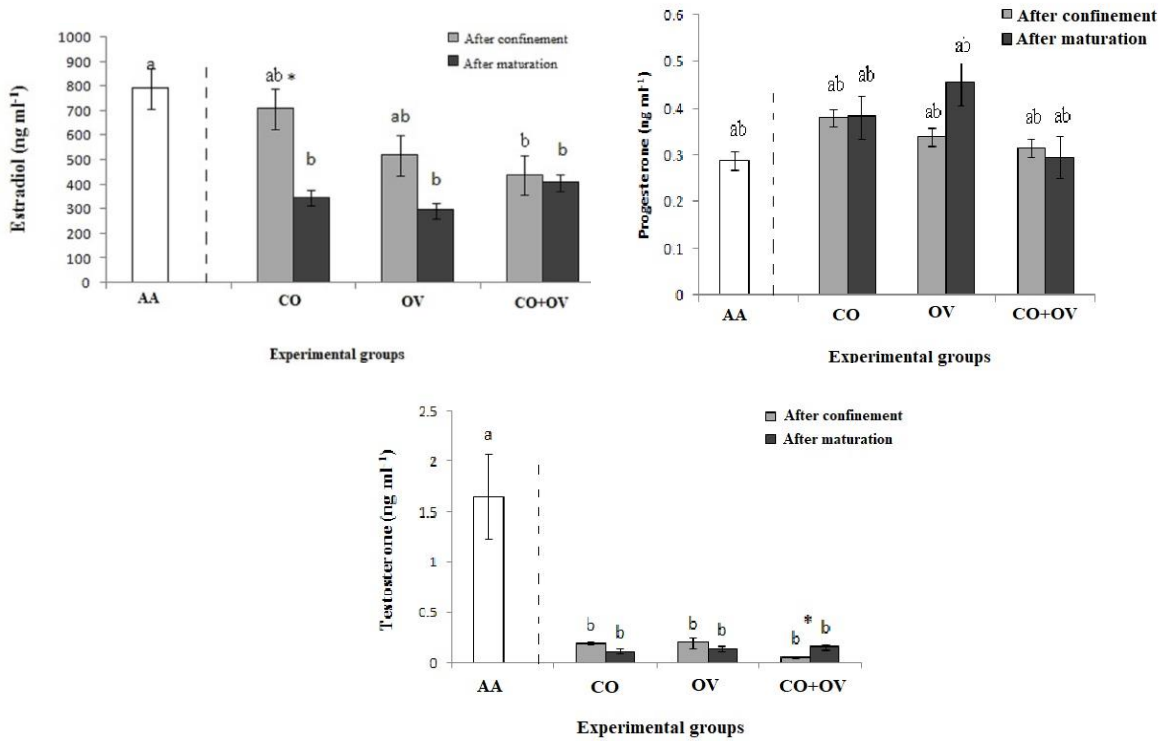 Estradiol (ng ml⁻¹)
1000
900
800
700
600
500
400
300
200
100
0
After confinement
After maturation
a
ab *
b
ab
b
b
b
AA
CO
OV
CO+OV
Experimental groups
Progesterone (ng ml⁻¹)
0.6
0.5
0.4
0.3
0.2
0.1
0
After confinement
After maturation
ab
ab ab
ab
ab
ab ab
AA
CO
OV
CO+OV
Experimental groups
Testosterone (ng ml⁻¹)
2.5
2
1.5
1
0.5
0
After confinement
After maturation
a
b b
b b
*
b b
AA
CO
OV
CO+OV
Experimental groups